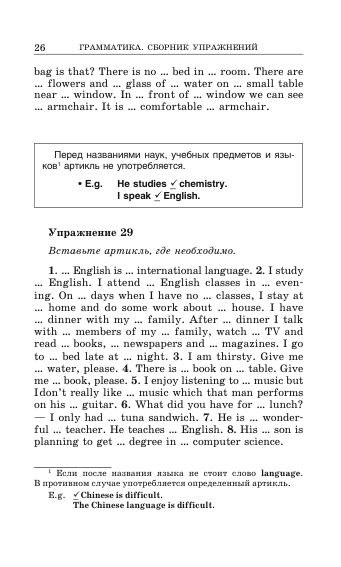 26 ГРАММАТИКА. СБОРНИК УПРАЖНЕНИЙ
bag is that? There is no ... bed in ... room. There are
... flowers and ... glass of ... water on ... small table
near ... window. In ... front of ... window we can see
... armchair. It is ... comfortable ... armchair.
Перед названиями наук, учебных предметов и язы-
ков¹ артикль не употребляется.
• E.g. He studies ✓ chemistry.
I speak ✓ English.
Упражнение 29
Вставьте артикль, где необходимо.
1. ... English is ... international language. 2. I study
... English. I attend ... English classes in ... even-
ing. On ... days when I have no ... classes, I stay at
... home and do some work about ... house. I have
... dinner with my ... family. After ... dinner I talk
with ... members of my ... family, watch ... TV and
read ... books, ... newspapers and ... magazines. I go
to ... bed late at ... night. 3. I am thirsty. Give me
... water, please. 4. There is ... book on ... table. Give
me ... book, please. 5. I enjoy listening to ... music but
Idon't really like ... music which that man performs
on his ... guitar. 6. What did you have for ... lunch?
— I only had ... tuna sandwich. 7. He is ... wonder-
ful ... teacher. He teaches ... English. 8. His ... son is
planning to get ... degree in ... computer science.
¹ Если после названия языка не стоит слово language.
В противном случае употребляется определенный артикль.
E.g. ✓ Chinese is difficult.
The Chinese language is difficult.